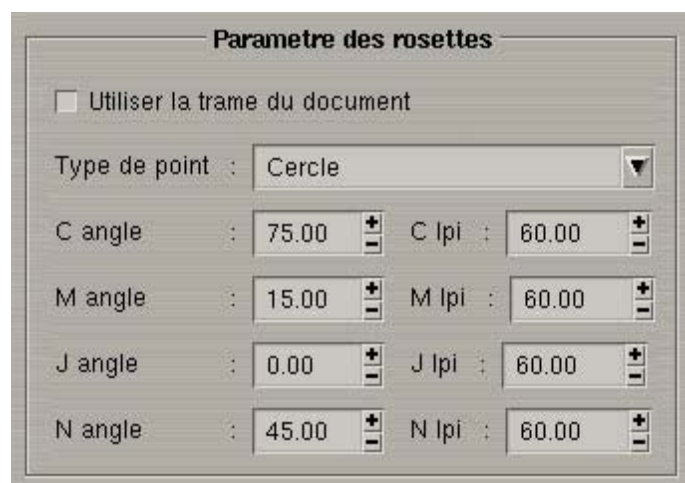 Parametre des rosettes
Utiliser la trame du document
Type de point : Cercle
C angle : 75.00 C lpi : 60.00
M angle : 15.00 M lpi : 60.00
J angle : 0.00 J lpi : 60.00
N angle : 45.00 N lpi : 60.00